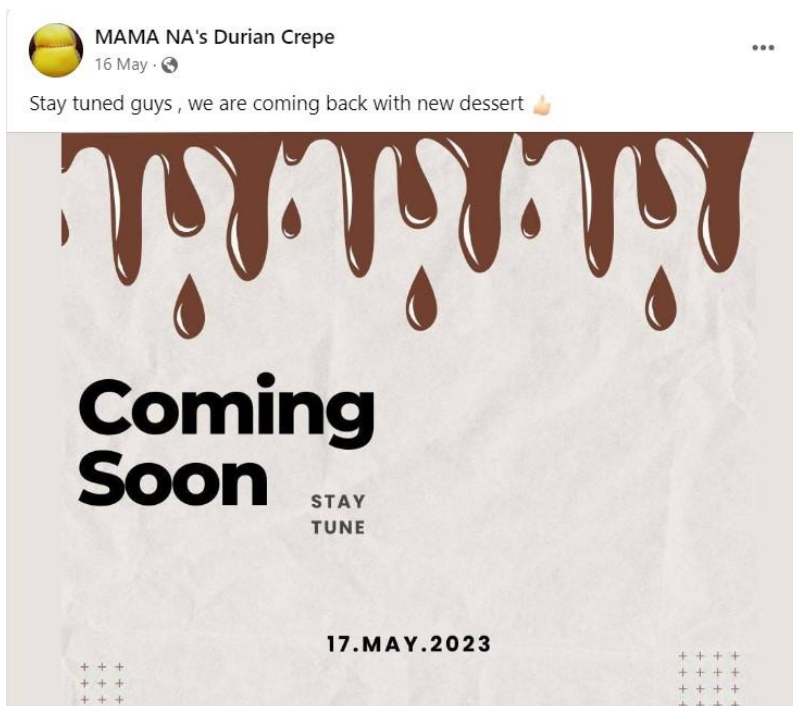 MAMA NA's Durian Crepe
16 May ·
Stay tuned guys , we are coming back with new dessert 👍🏻
Coming
Soon
STAY
TUNE
17.MAY.2023